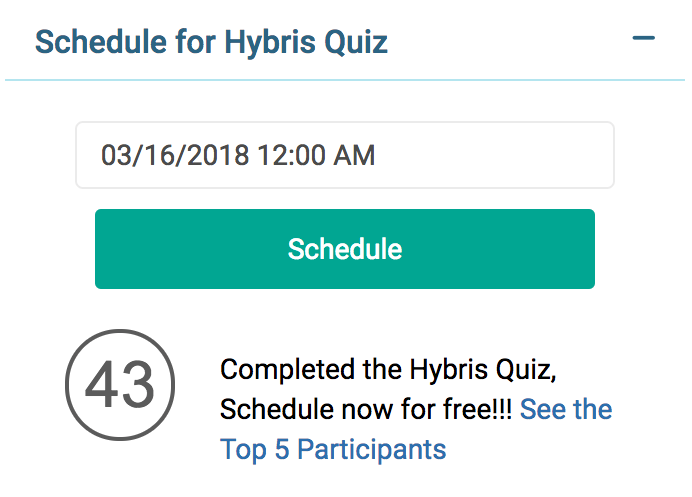 Schedule for Hybris Quiz
03/16/2018 12:00 AM
Schedule
43
Completed the Hybris Quiz,
Schedule now for free!!! See the
Top 5 Participants